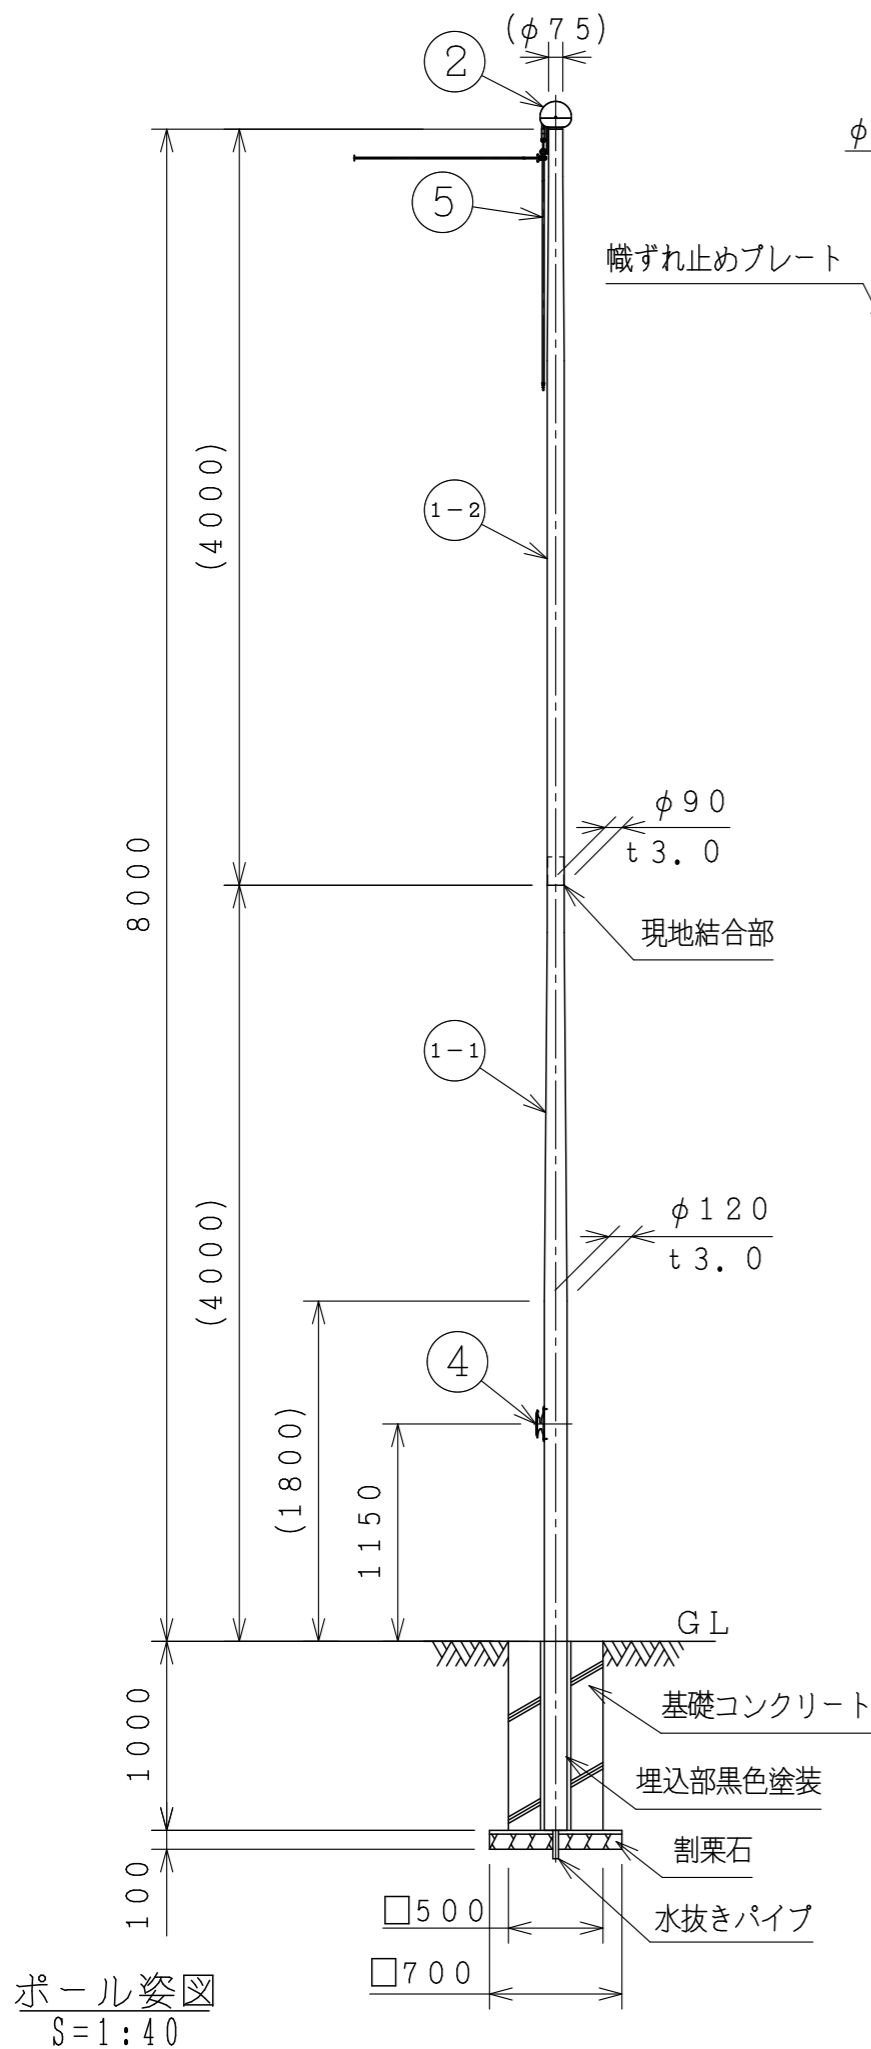 (φ75)
②
φ
⑤
幟ずれ止めプレート
(4000)
1-2
φ90
t3.0
8000
現地結合部
1-1
φ120
t3.0
(4000)
④
(1800)
1150
GL
基礎コンクリート
1000
埋込部黒色塗装
割栗石
100
□500
水抜きパイプ
□700
ポール姿図
S=1:40